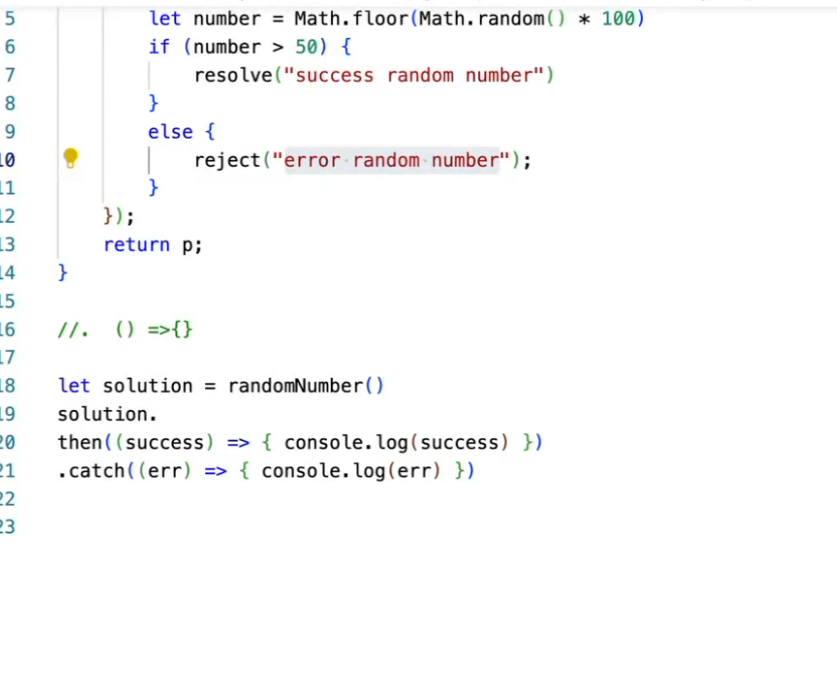 5 let number = Math.floor(Math.random() * 100)
6 if (number > 50) {
7 resolve("success random number")
8 }
9 else {
10 reject("error random number");
11 }
12 });
13 return p;
14 }
15
16 //. () =>{}
17
18 let solution = randomNumber()
19 solution.
20 then((success) => { console.log(success) })
21 .catch((err) => { console.log(err) })
22
23